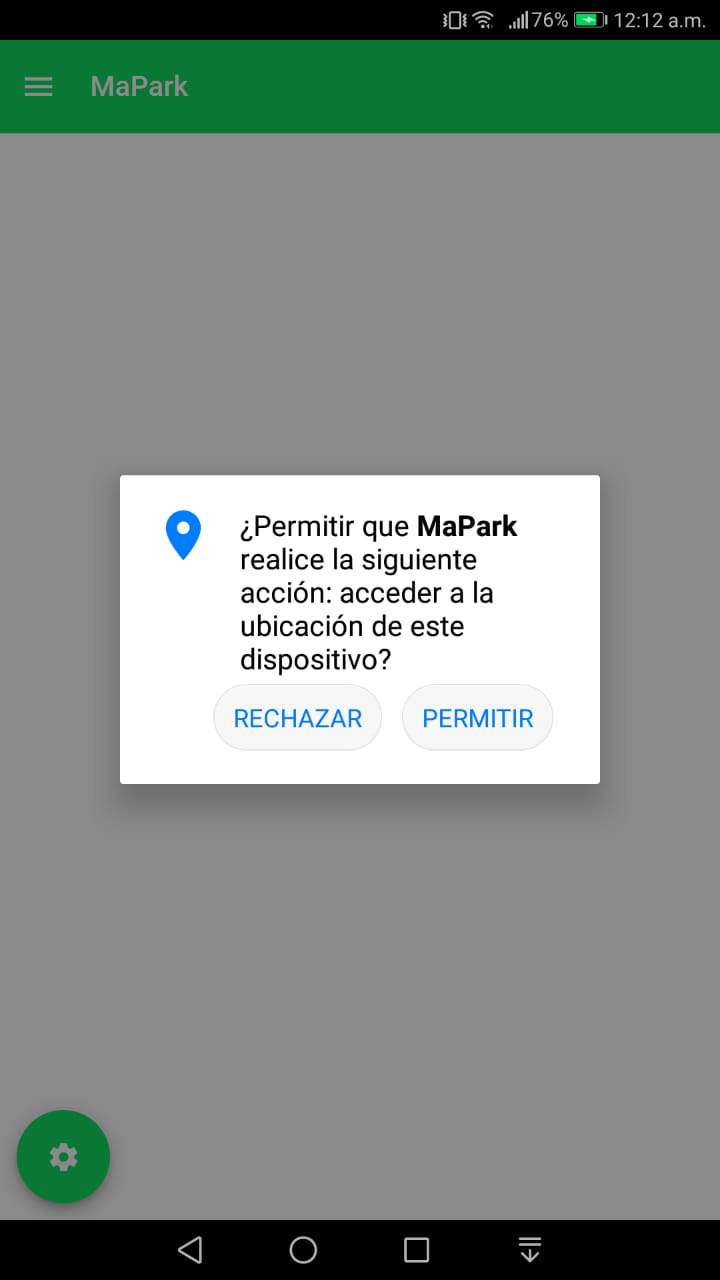 76% 12:12 a.m.
MaPark
¿Permitir que MaPark
realice la siguiente
acción: acceder a la
ubicación de este
dispositivo?
RECHAZAR PERMITIR